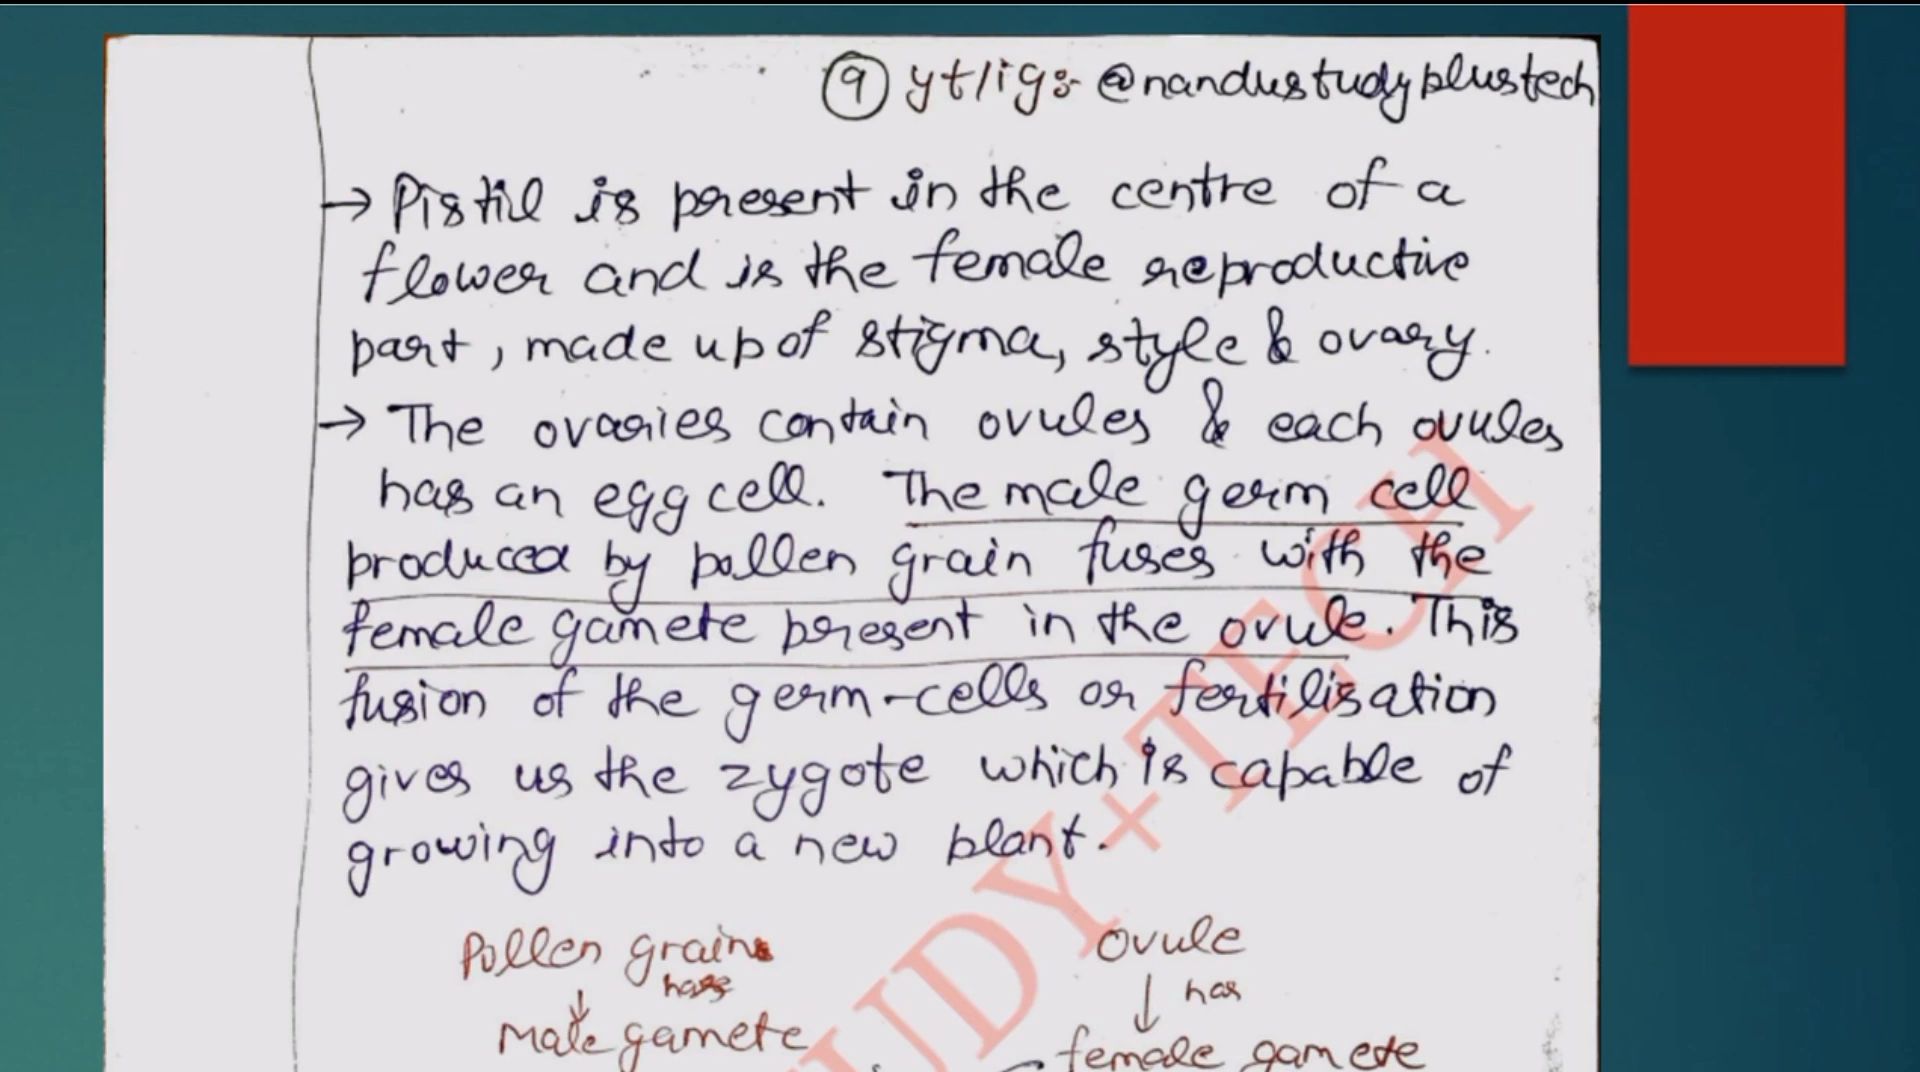 9 yt/ig:- @nandustudyplustech
→ Pistil is present in the centre of a
flower and is the female reproductive
part, made up of stigma, style & ovary.
→ The ovaries contain ovules & each ovules
has an egg cell. The male germ cell
produced by pollen grain fuses with the
female gamete present in the ovule. This
fusion of the germ-cells or fertilisation
gives us the zygote which is capable of
growing into a new plant.
Pollen grains Ovule
↓ has ↓ has
Male gamete female gamete
UDY+TECH